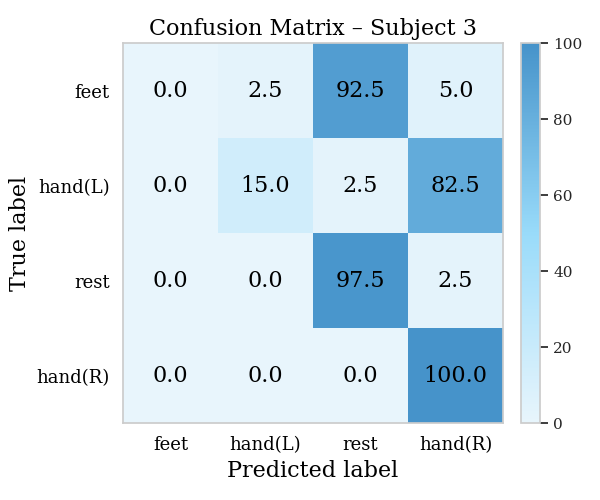 Confusion Matrix – Subject 3
feet 0.0 2.5 92.5 5.0
hand(L) 0.0 15.0 2.5 82.5
rest 0.0 0.0 97.5 2.5
hand(R) 0.0 0.0 0.0 100.0
feet hand(L) rest hand(R)
Predicted label
True label
100
80
60
40
20
0